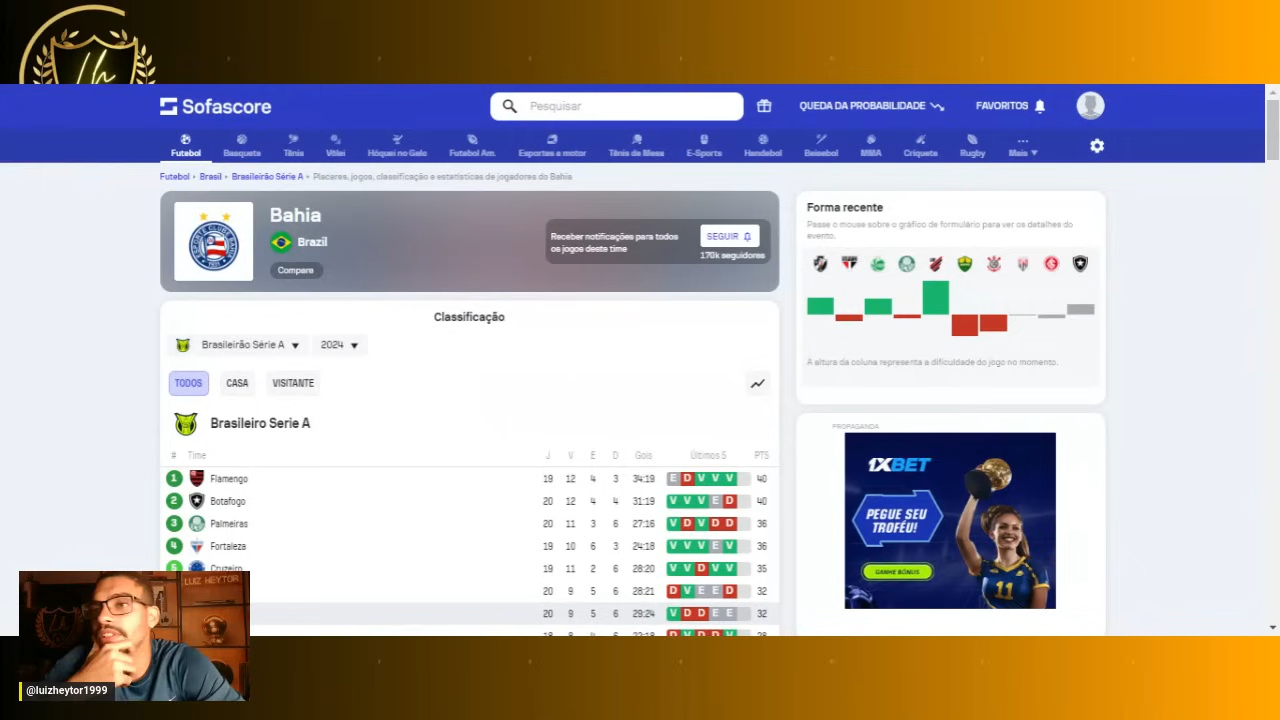 lh
Sofascore
Pesquisar
QUEDA DA PROBABILIDADE
FAVORITOS
Futebol Basquete Tênis Vôlei Hóquei no Gelo Futebol Am. Esportes a motor Tênis de Mesa E-Sports Handebol Beisebol MMA Críquete Rugby Mais
Futebol Brasil Brasileirão Série A Placares, jogos, classificação e estatísticas de jogadores do Bahia
Bahia
Brazil
Compare
Receber notificações para todos
os jogos deste time
SEGUIR
170k seguidores
Forma recente
Passe o mouse sobre o gráfico de formulário para ver os detalhes do
evento.
A altura da coluna representa a dificuldade do jogo no momento.
Classificação
Brasileirão Série A 2024
TODOS CASA VISITANTE
Brasileiro Serie A
# Time J V E D Gols Últimos 5 PTS
1 Flamengo 19 12 4 3 34:19 E D V V V 40
2 Botafogo 20 12 4 4 31:19 V V V E D 40
3 Palmeiras 20 11 3 6 27:16 V D V D D 36
4 Fortaleza 19 10 6 3 24:18 V V V E V 36
5 Cruzeiro 19 11 2 6 28:20 V V D V V 35
20 9 5 6 28:21 D V E E D 32
20 9 5 6 29:24 V D D E E 32
PROPAGANDA
1XBET
PEGUE SEU
TROFÉU!
GANHE BÓNUS
11
LUIZ HEYTOR
@luizheytor1999